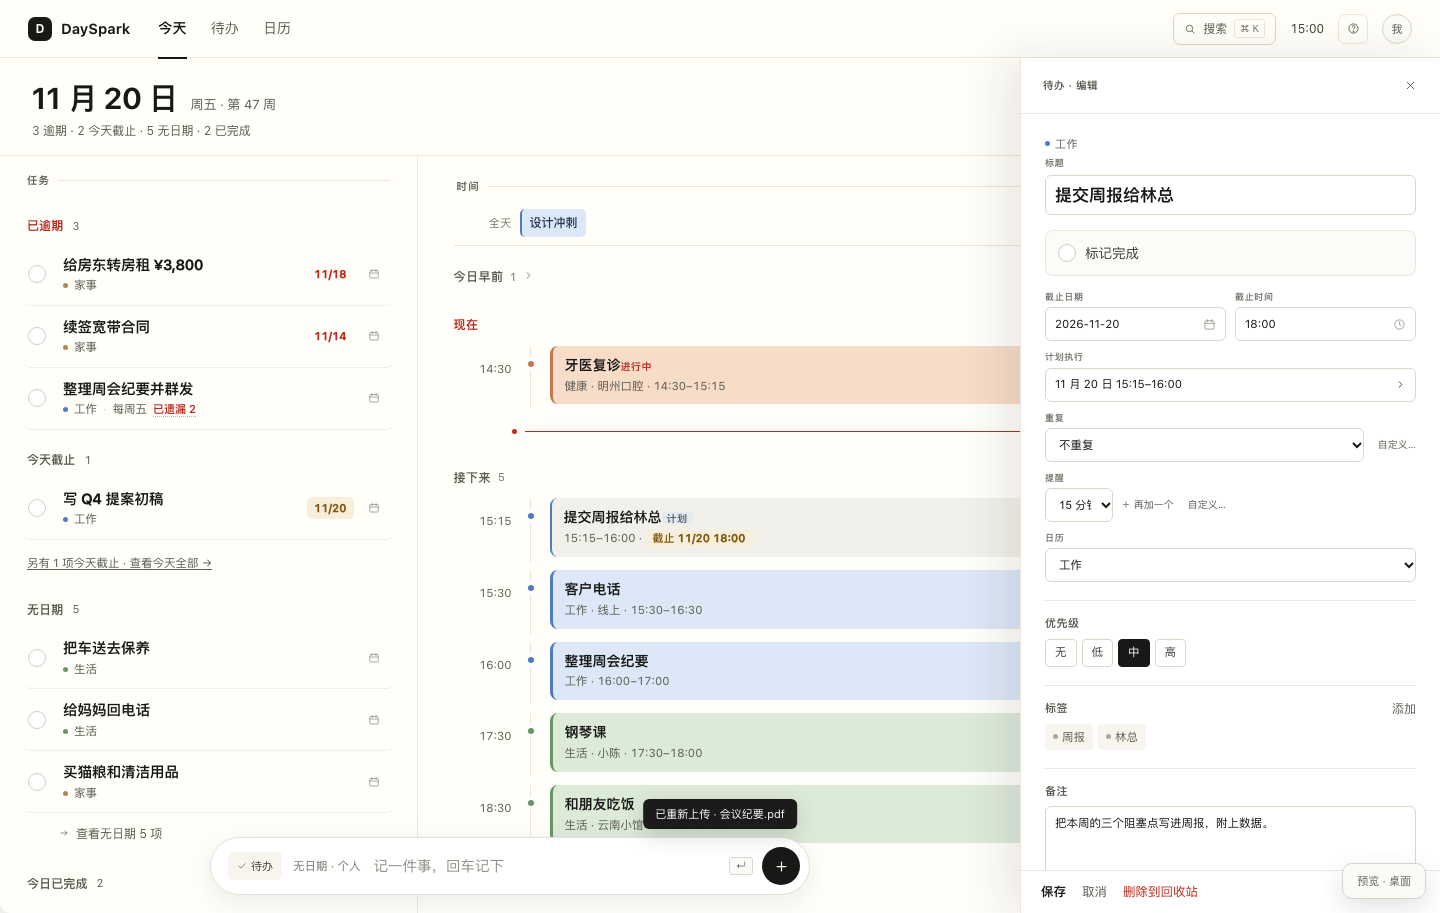 D DaySpark 今天 待办 日历 搜索 ⌘ K 15:00 我
11 月 20 日 周五 · 第 47 周
3 逾期 · 2 今天截止 · 5 无日期 · 2 已完成
任务
已逾期 3
给房东转房租 ¥3,800
家事
11/18
续签宽带合同
家事
11/14
整理周会纪要并群发
工作 · 每周五 已遗漏 2
今天截止 1
写 Q4 提案初稿
工作
11/20
另有 1 项今天截止 · 查看今天全部 →
无日期 5
把车送去保养
生活
给妈妈回电话
生活
买猫粮和清洁用品
家事
→ 查看无日期 5 项
今日已完成 2
时间
全天 设计冲刺
今日早前 1
现在
14:30
牙医复诊进行中
健康 · 明州口腔 · 14:30–15:15
接下来 5
15:15
提交周报给林总 计划
15:15–16:00 · 截止 11/20 18:00
15:30
客户电话
工作 · 线上 · 15:30–16:30
16:00
整理周会纪要
工作 · 16:00–17:00
17:30
钢琴课
生活 · 小陈 · 17:30–18:00
18:30
和朋友吃饭
生活 · 云南小馆
已重新上传 · 会议纪要.pdf
待办 无日期 · 个人 记一件事，回车记下
待办 · 编辑
工作
标题
提交周报给林总
标记完成
截止日期 截止时间
2026-11-20 18:00
计划执行
11 月 20 日 15:15–16:00
重复
不重复 自定义...
提醒
15 分钟 + 再加一个 自定义...
日历
工作
优先级
无 低 中 高
标签 添加
周报 林总
备注
把本周的三个阻塞点写进周报，附上数据。
保存 取消 删除到回收站
预览 · 桌面